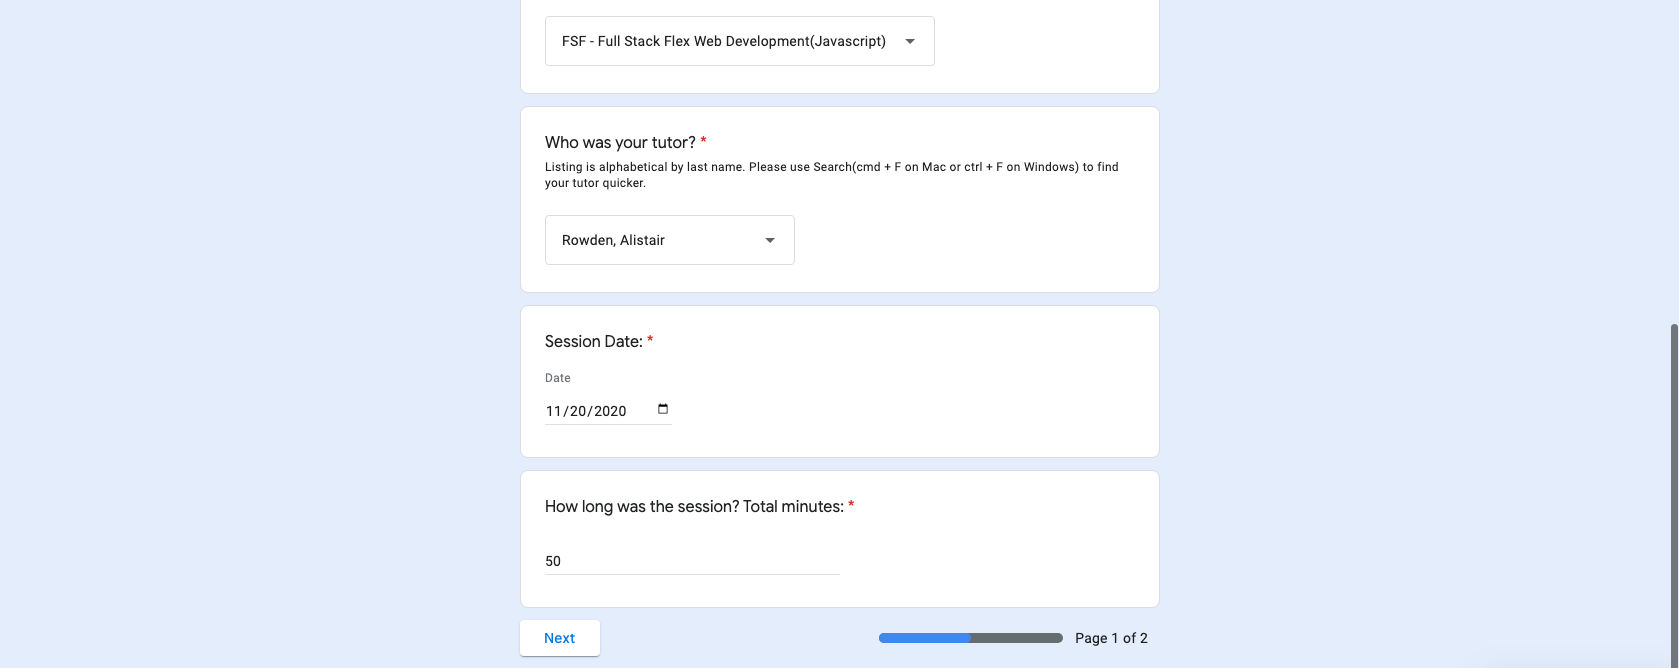 FSF - Full Stack Flex Web Development(Javascript)
Who was your tutor? *
Listing is alphabetical by last name. Please use Search(cmd + F on Mac or ctrl + F on Windows) to find
your tutor quicker.
Rowden, Alistair
Session Date: *
Date
11/20/2020
How long was the session? Total minutes: *
50
Next
Page 1 of 2